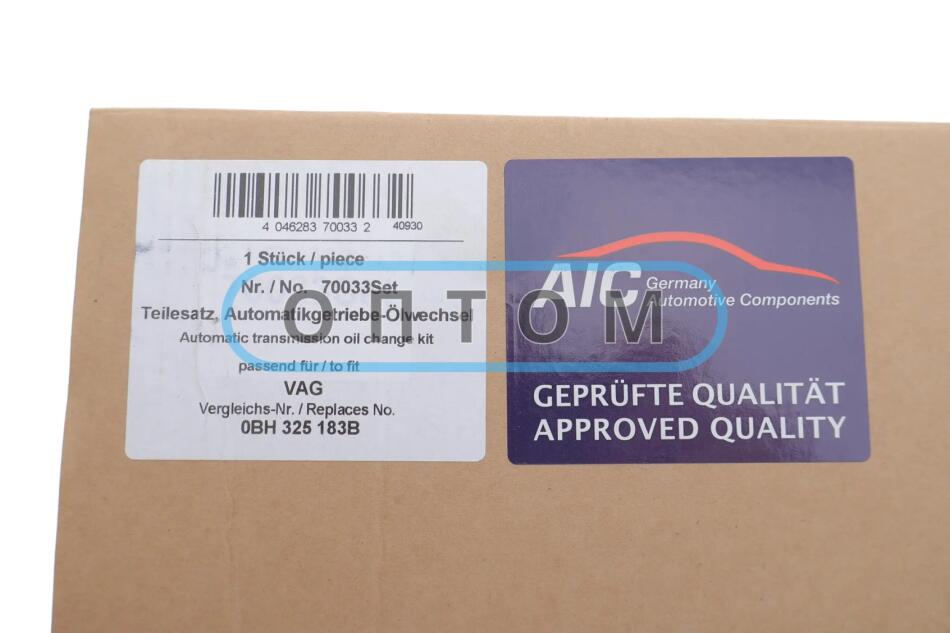 4 046283 70033 2 40930
1 Stück / piece
Nr. / No. 70033Set
Teilesatz, Automatikgetriebe-Ölwechsel
Automatic transmission oil change kit
passend für / to fit
VAG
Vergleichs-Nr. / Replaces No.
0BH 325 183B
ОПТОМ
AIC Germany
Automotive Components
GEPRÜFTE QUALITÄT
APPROVED QUALITY